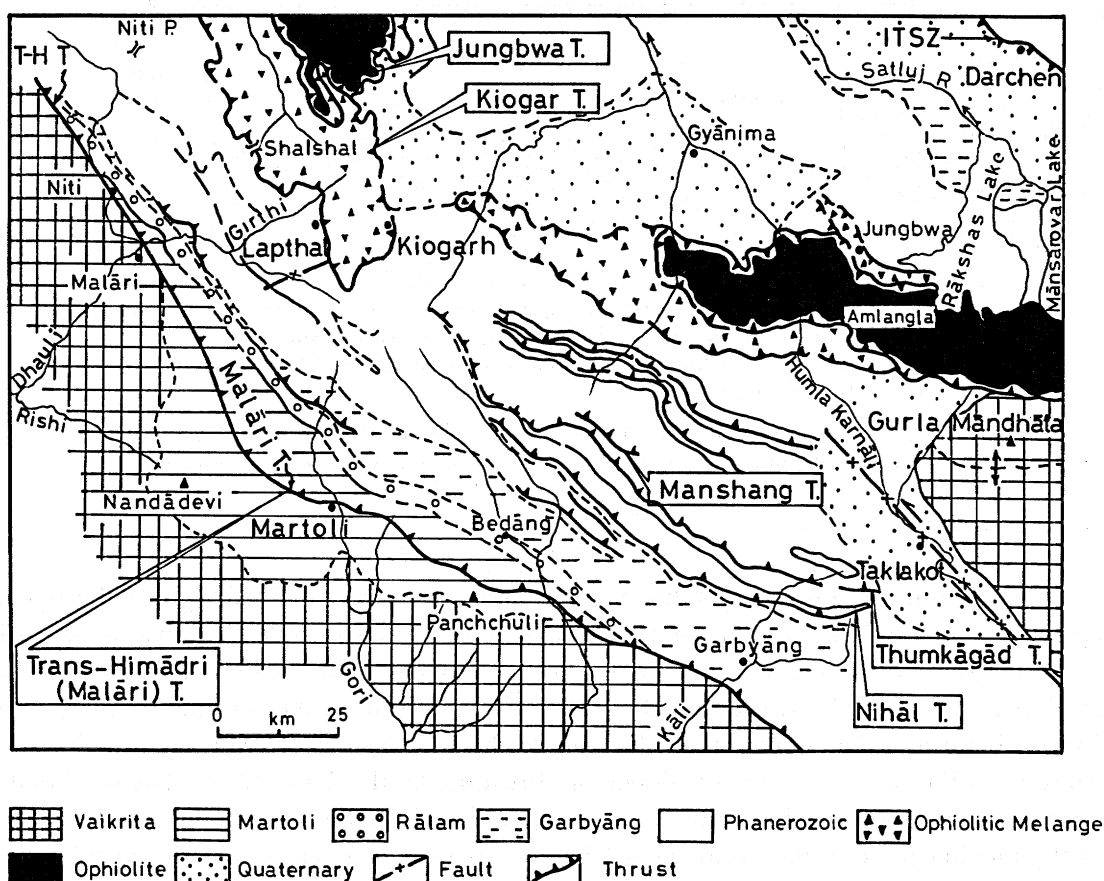 Niti P.
T-H T
Jungbwa T.
ITSZ
Satluj R.
Darchen
Kiogar T.
Shalshal
Gyānima
Niti
Girthi
Laptha
Kiogarh
Jungbwa
Rākshas Lake
Mānsarovar Lake
Malāri
Amlangla
Dhauli
Rishi
Malāri T.
Humla Karnāli
Gurla Māndhāta
Nandādevi
Manshang T.
Martoli
Bedāng
Taklakot
Panchchuli
Garbyāng
Thumkāgād T.
Trans-Himādri
(Malāri) T.
Gori
Kāli
Nihāl T.
0 km 25
Vaikrita Martoli Rālam Garbyāng Phanerozoic Ophiolitic Melange
Ophiolite Quaternary Fault Thrust